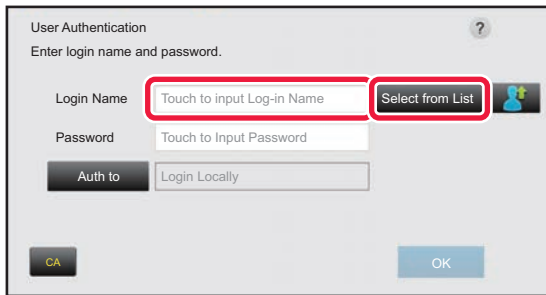 User Authentication
?
Enter login name and password.
Login Name
Touch to input Log-in Name
Select from List
Password
Touch to Input Password
Auth to
Login Locally
CA
OK